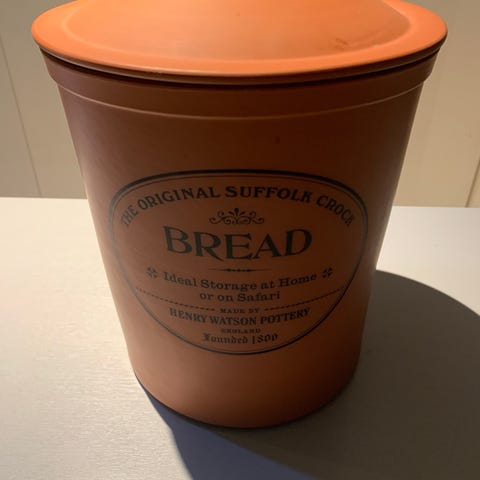 THE ORIGINAL SUFFOLK CROCK
BREAD
Ideal Storage at Home
or on Safari
MADE BY
HENRY WATSON POTTERY
ENGLAND
Founded 1800